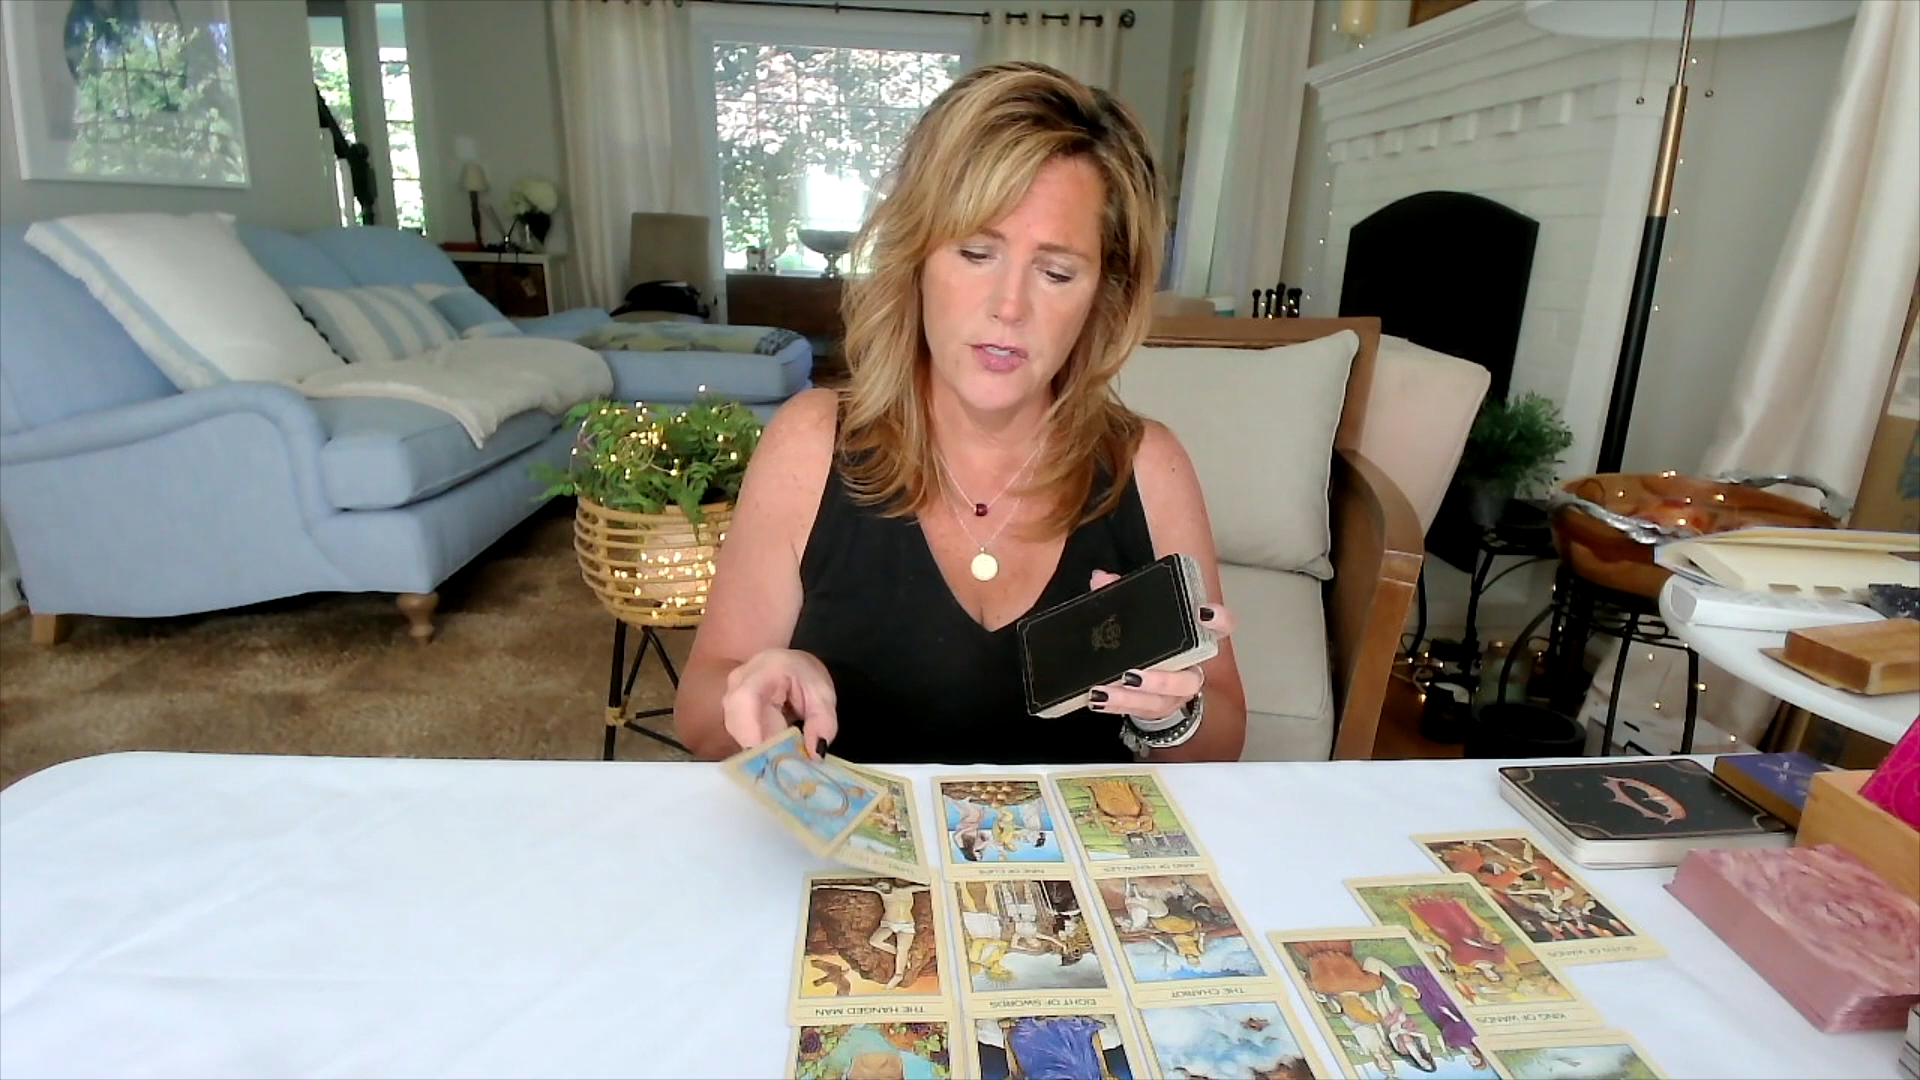 NINE OF CUPS
KING OF PENTACLES
THE HANGED MAN
EIGHT OF SWORDS
THE CHARIOT
SEVEN OF WANDS
KING OF WANDS